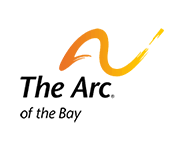 The Arc®
of the Bay